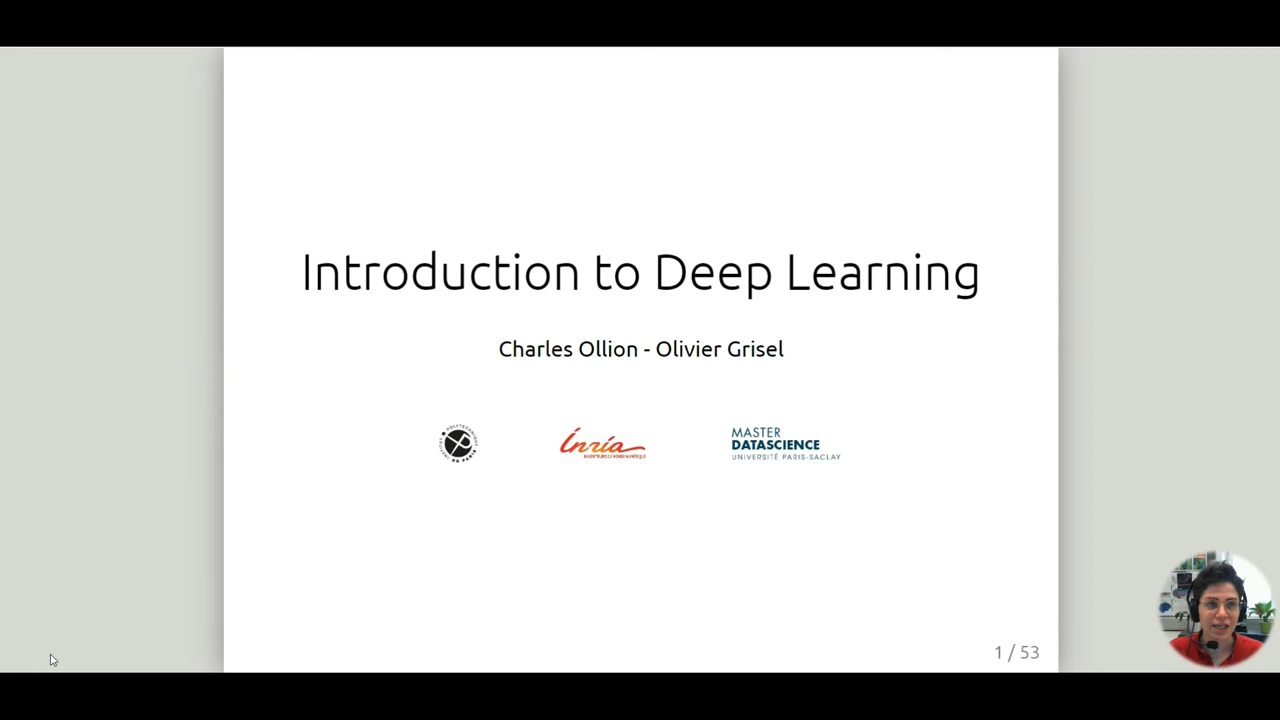 Introduction to Deep Learning
Charles Ollion - Olivier Grisel
Inria
MASTER
DATASCIENCE
UNIVERSITÉ PARIS-SACLAY
1 / 53